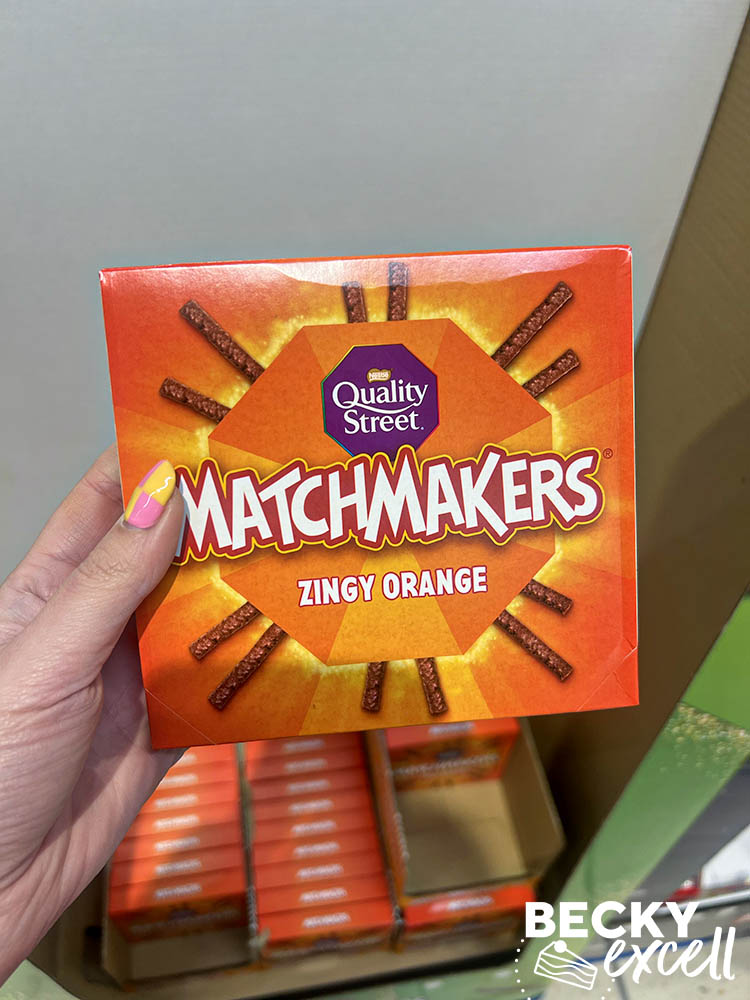 Nestlé
Quality
Street®
MATCHMAKERS®
ZINGY ORANGE
BECKY
excell